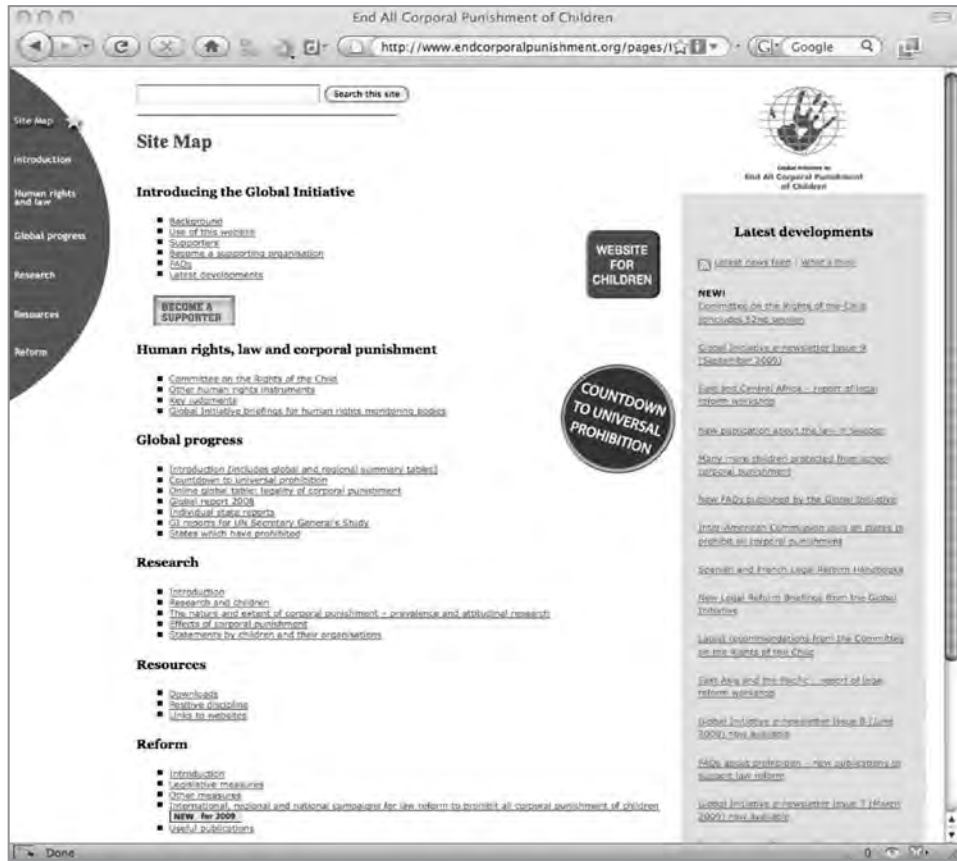 End All Corporal Punishment of Children
http://www.endcorporalpunishment.org/pages/
Google
Search this site
Site Map
Introduction
Human rights
and law
Global progress
Research
Resources
Reform
Site Map
Introducing the Global Initiative
Background
Use of this website
Supporters
Become a supporting organisation
FAQs
Latest developments
BECOME A
SUPPORTER
WEBSITE
FOR
CHILDREN
Human rights, law and corporal punishment
Committee on the Rights of the Child
Other human rights instruments
Key judgments
Global Initiative briefings for human rights monitoring bodies
COUNTDOWN
TO UNIVERSAL
PROHIBITION
Global progress
Introduction (includes global and regional summary tables)
Countdown to universal prohibition
Online global table: legality of corporal punishment
Global report 2008
Individual state reports
GI reports for UN Secretary General's Study
States which have prohibited
Research
Introduction
Research and children
The nature and extent of corporal punishment – prevalence and attitudinal research
Effects of corporal punishment
Statements by children and their organisations
Resources
Downloads
Positive discipline
Links to websites
Reform
Introduction
Legislative measures
Other measures
International, regional and national campaigns for law reform to prohibit all corporal punishment of children
NEW for 2009
Useful publications
Global Initiative to
End All Corporal Punishment
of Children
Latest developments
Latest news feed | What's this?
NEW!
Committee on the Rights of the Child
concludes 52nd session
Global Initiative e-newsletter Issue 9
(September 2009)
East and Central Africa – report of legal
reform workshop
New publication about the law in Sweden
Many more children protected from school
corporal punishment
New FAQs published by the Global Initiative
Inter-American Commission calls on states to
prohibit all corporal punishment
Spanish and French Legal Reform Handbooks
New Legal Reform Briefings from the Global
Initiative
Latest recommendations from the Committee
on the Rights of the Child
East Asia and the Pacific – report of legal
reform workshop
Global Initiative e-newsletter Issue 8 (June
2009) now available
FAQs about prohibition – new publications to
support law reform
Global Initiative e-newsletter Issue 7 (March
2009) now available
Done
0